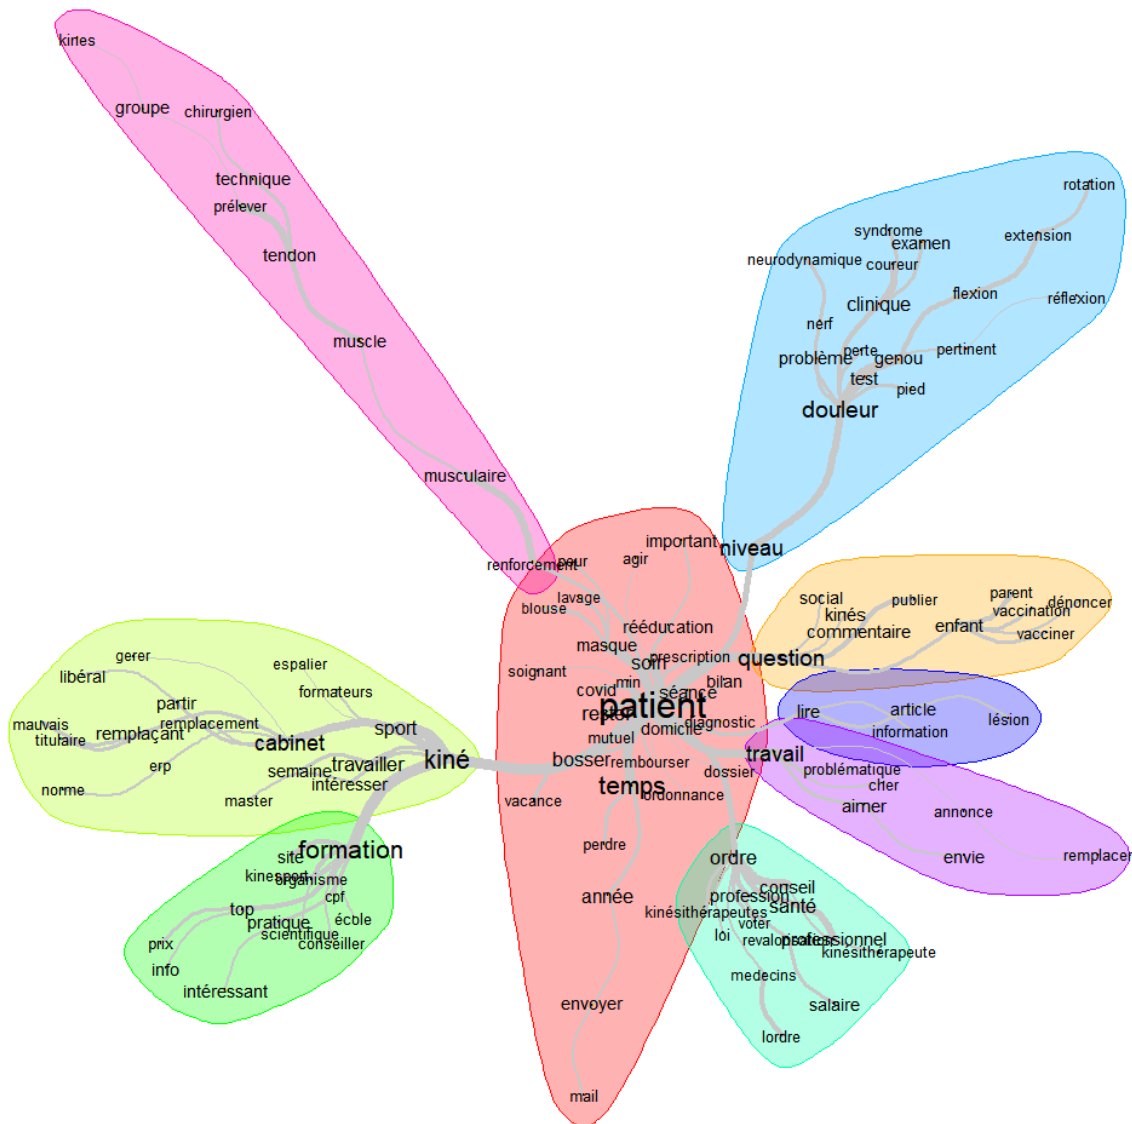 kines
groupe
chirurgien
technique
prélever
tendon
muscle
musculaire
renforcement
rotation
syndrome
examen
extension
neurodynamique
coureur
clinique
flexion
réflexion
nerf
perte
problème
genou
pertinent
test
pied
douleur
niveau
pour
agir
important
lavage
blouse
rééducation
masque
soin
prescription
soignant
min
bilan
covid
séance
patient
rester
domicile
diagnostic
mutuel
bosser
rembourser
dossier
temps
ordonnance
vacance
perdre
année
envoyer
mail
social
publier
parent
kinés
vaccination
dénoncer
commentaire
enfant
vacciner
question
lire
article
information
lésion
travail
problématique
cher
aimer
annonce
envie
remplacer
gerer
espalier
libéral
formateurs
partir
mauvais
remplacement
sport
titulaire
remplaçant
cabinet
kiné
erp
semaine
travailler
intéresser
norme
master
formation
site
kinesport
organisme
cpf
top
pratique
école
scientifique
conseiller
prix
info
intéressant
ordre
conseil
profession
santé
kinésithérapeutes
voter
loi
revalorisation
professionnel
kinésithérapeute
medecins
salaire
lordre